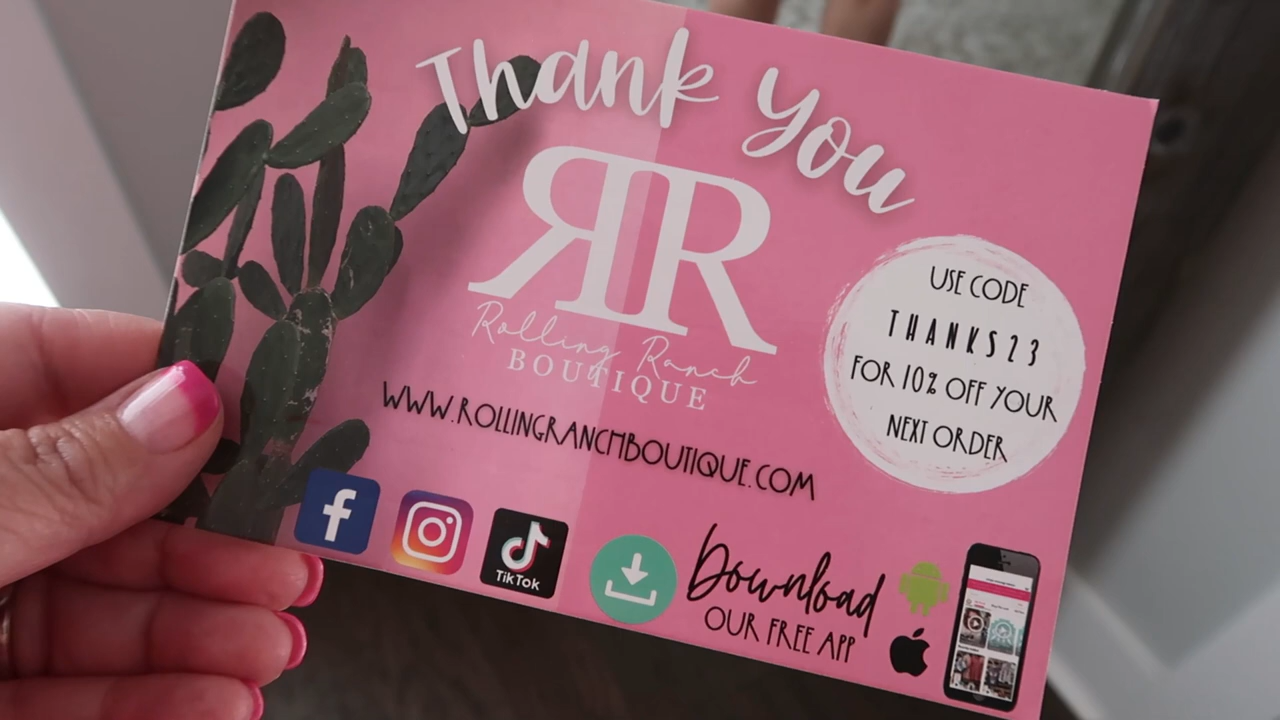 Thank You
RR
Rolling Ranch
BOUTIQUE
WWW.ROLLINGRANCHBOUTIQUE.COM
USE CODE
THANKS23
FOR 10% OFF YOUR
NEXT ORDER
TikTok
Download
OUR FREE APP